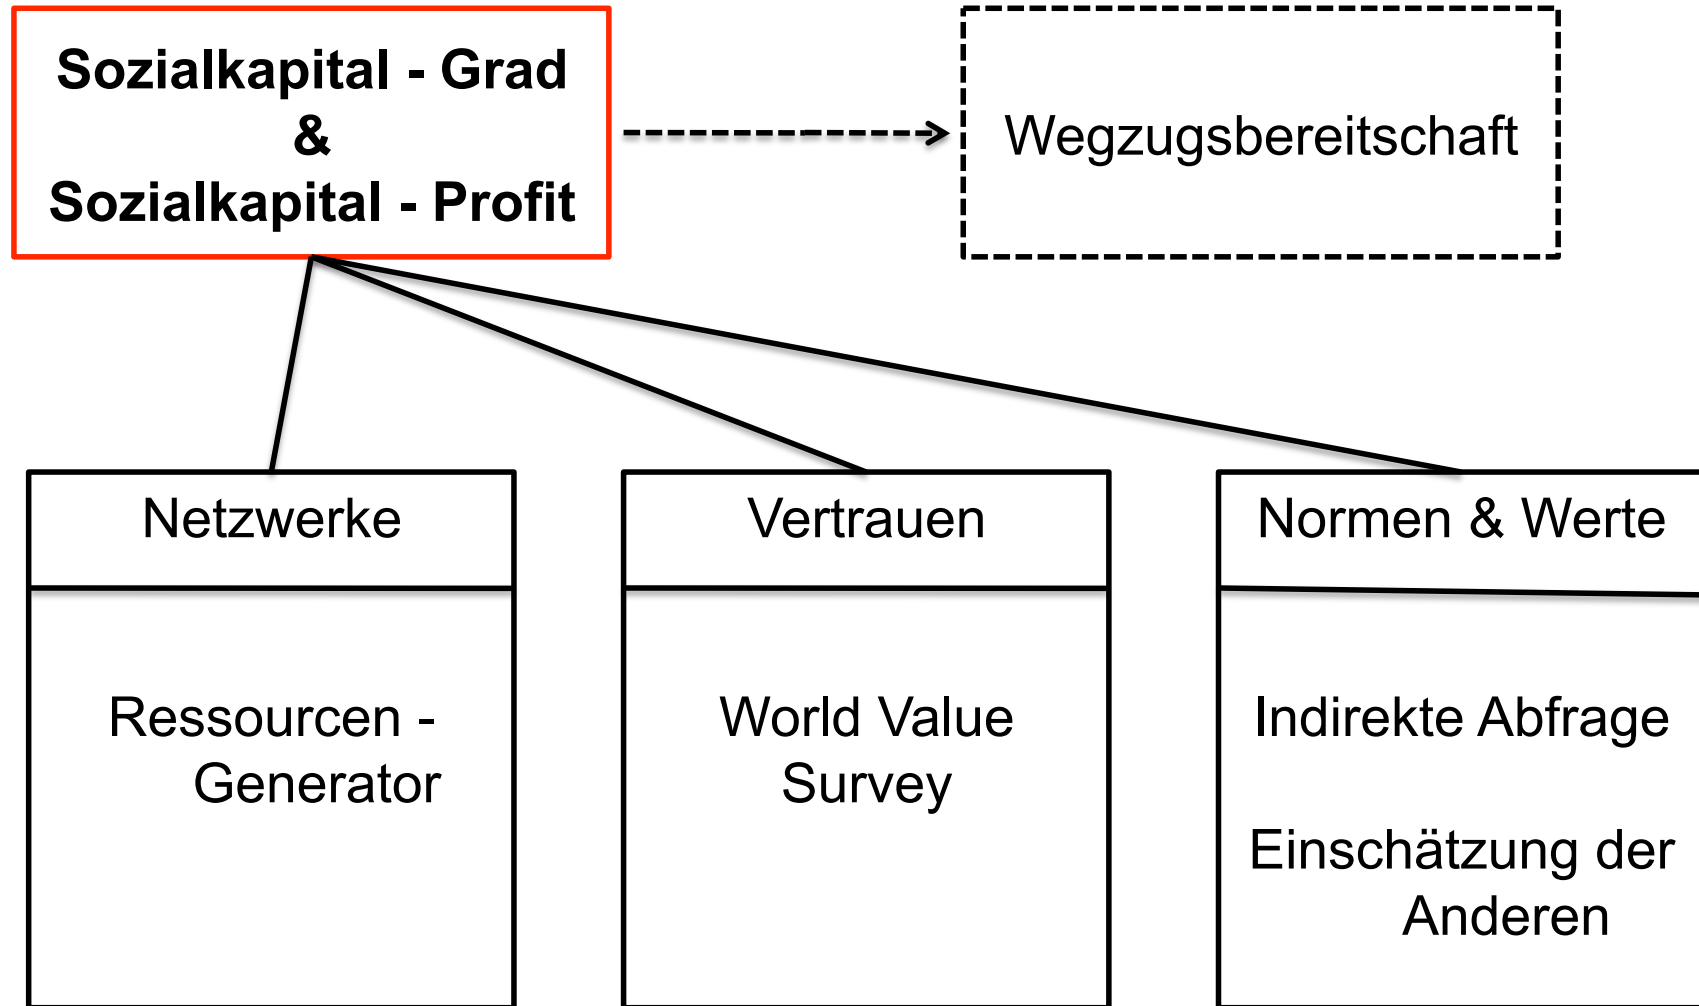 Sozialkapital - Grad
&
Sozialkapital - Profit
Wegzugsbereitschaft
Netzwerke
Ressourcen -
Generator
Vertrauen
World Value
Survey
Normen & Werte
Indirekte Abfrage
Einschätzung der
Anderen